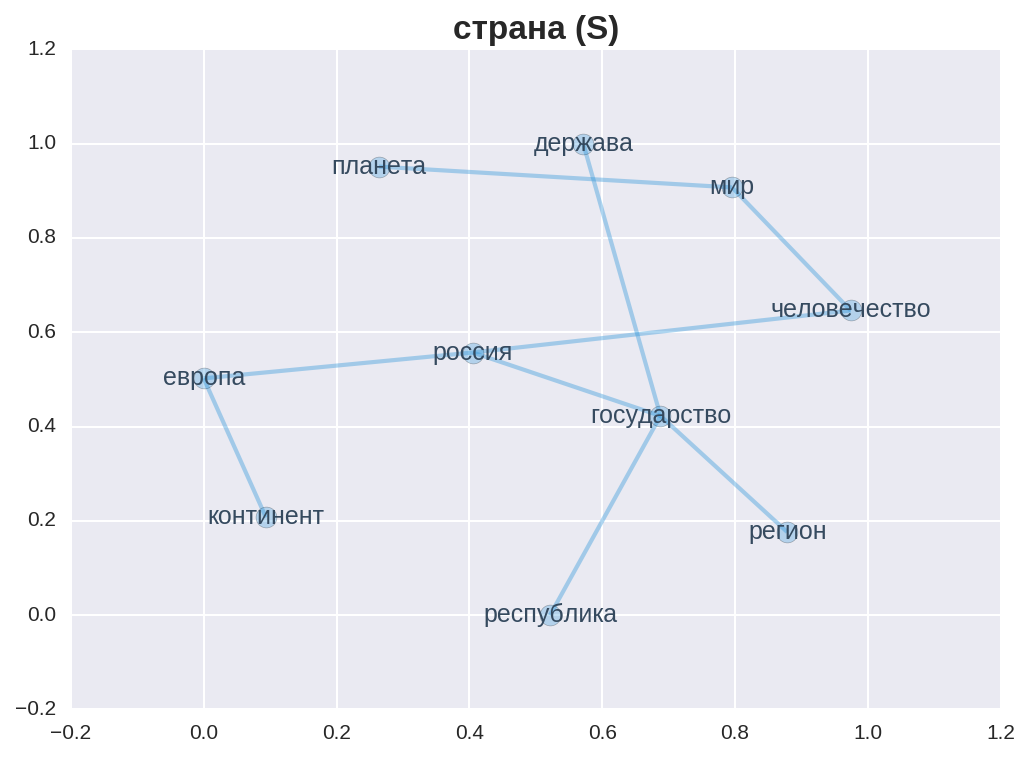 страна (S)
1.2
1.0
0.8
0.6
0.4
0.2
0.0
−0.2
держава
планета
мир
человечество
россия
европа
государство
континент
регион
республика
−0.2 0.0 0.2 0.4 0.6 0.8 1.0 1.2